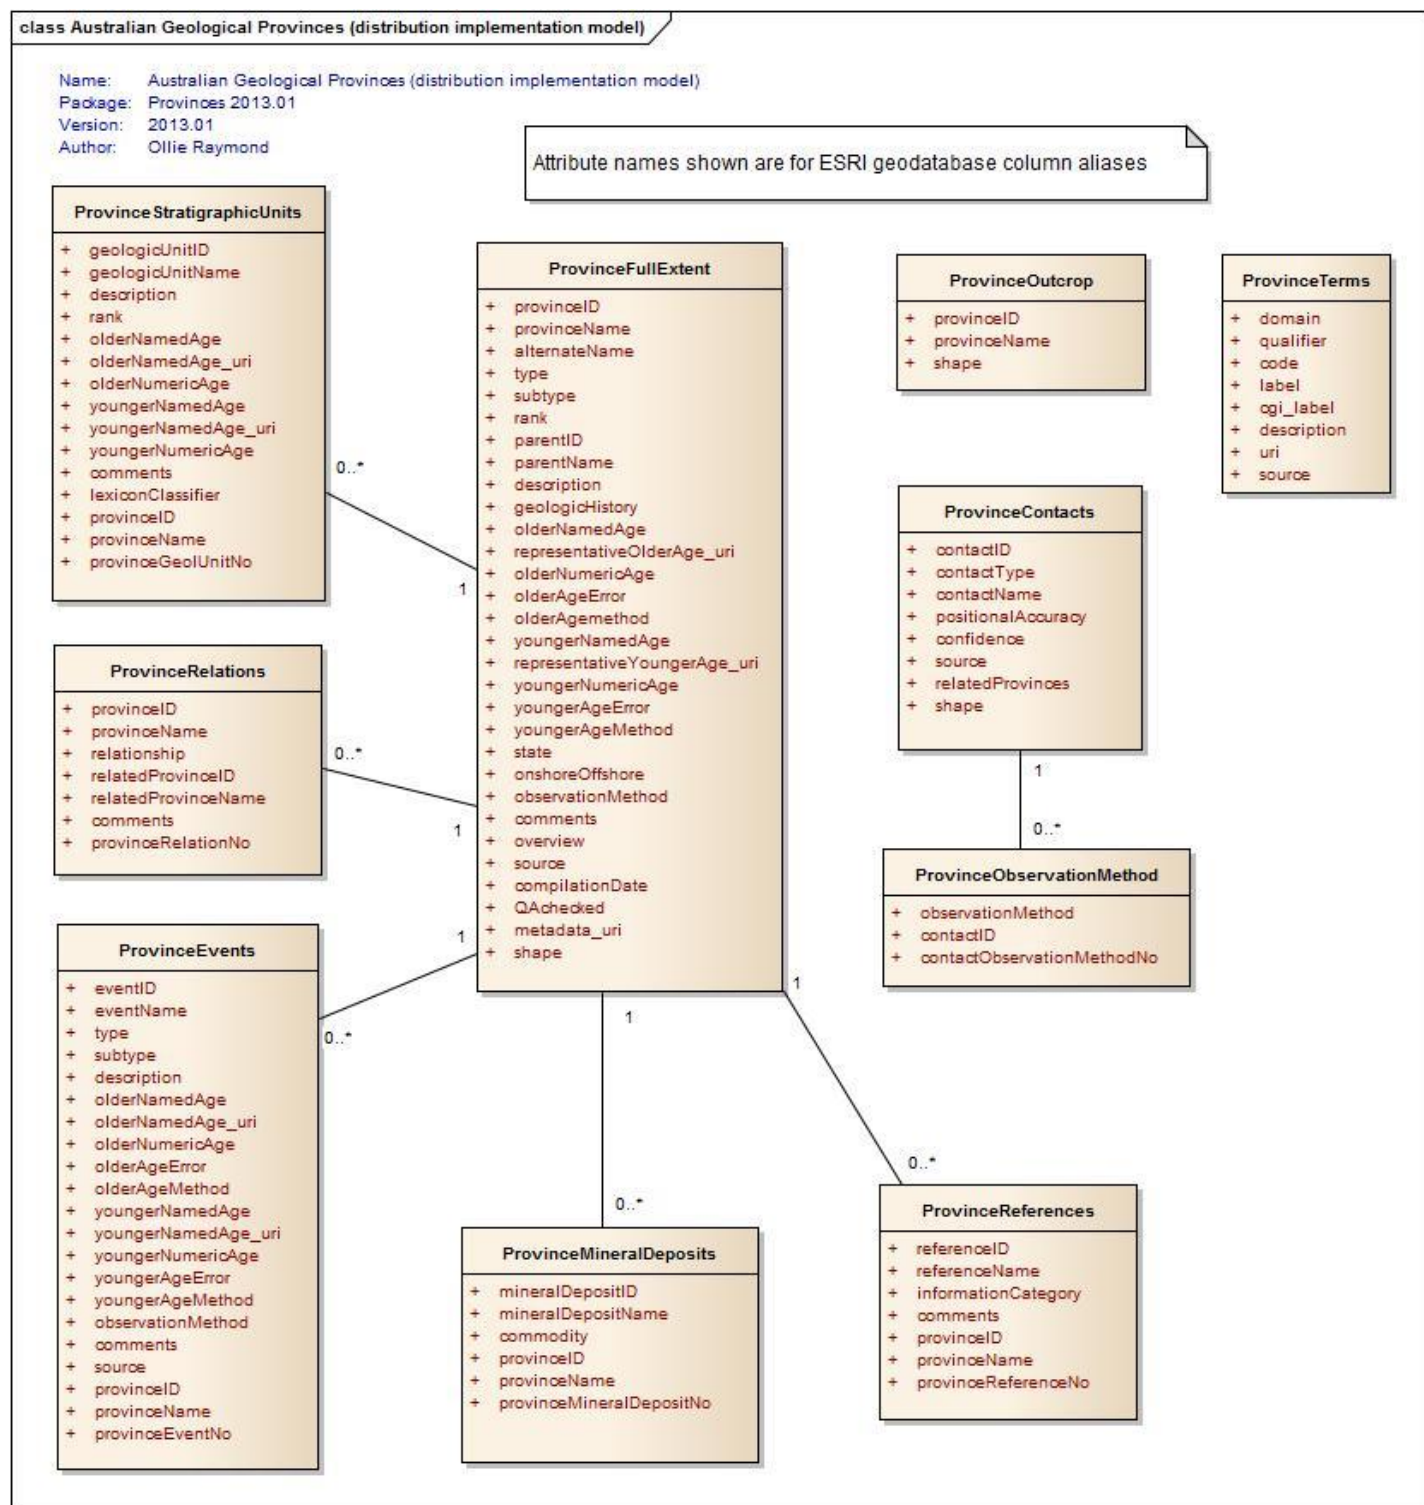 class Australian Geological Provinces (distribution implementation model)
Name: Australian Geological Provinces (distribution implementation model)
Package: Provinces 2013.01
Version: 2013.01
Author: Ollie Raymond
Attribute names shown are for ESRI geodatabase column aliases
ProvinceStratigraphicUnits
+ geologicUnitID
+ geologicUnitName
+ description
+ rank
+ olderNamedAge
+ olderNamedAge_uri
+ olderNumericAge
+ youngerNamedAge
+ youngerNamedAge_uri
+ youngerNumericAge
+ comments
+ lexiconClassifier
+ provinceID
+ provinceName
+ provinceGeolUnitNo
0..*
1
ProvinceRelations
+ provinceID
+ provinceName
+ relationship
+ relatedProvinceID
+ relatedProvinceName
+ comments
+ provinceRelationNo
0..*
1
ProvinceEvents
+ eventID
+ eventName
+ type
+ subtype
+ description
+ olderNamedAge
+ olderNamedAge_uri
+ olderNumericAge
+ olderAgeError
+ olderAgeMethod
+ youngerNamedAge
+ youngerNamedAge_uri
+ youngerNumericAge
+ youngerAgeError
+ youngerAgeMethod
+ observationMethod
+ comments
+ source
+ provinceID
+ provinceName
+ provinceEventNo
1
0..*
ProvinceFullExtent
+ provinceID
+ provinceName
+ alternateName
+ type
+ subtype
+ rank
+ parentID
+ parentName
+ description
+ geologicHistory
+ olderNamedAge
+ representativeOlderAge_uri
+ olderNumericAge
+ olderAgeError
+ olderAgemethod
+ youngerNamedAge
+ representativeYoungerAge_uri
+ youngerNumericAge
+ youngerAgeError
+ youngerAgeMethod
+ state
+ onshoreOffshore
+ observationMethod
+ comments
+ overview
+ source
+ compilationDate
+ QAchecked
+ metadata_uri
+ shape
1
0..*
ProvinceMineralDeposits
+ mineralDepositID
+ mineralDepositName
+ commodity
+ provinceID
+ provinceName
+ provinceMineralDepositNo
ProvinceOutcrop
+ provinceID
+ provinceName
+ shape
ProvinceTerms
+ domain
+ qualifier
+ code
+ label
+ cgi_label
+ description
+ uri
+ source
ProvinceContacts
+ contactID
+ contactType
+ contactName
+ positionalAccuracy
+ confidence
+ source
+ relatedProvinces
+ shape
1
0..*
ProvinceObservationMethod
+ observationMethod
+ contactID
+ contactObservationMethodNo
1
0..*
ProvinceReferences
+ referenceID
+ referenceName
+ informationCategory
+ comments
+ provinceID
+ provinceName
+ provinceReferenceNo